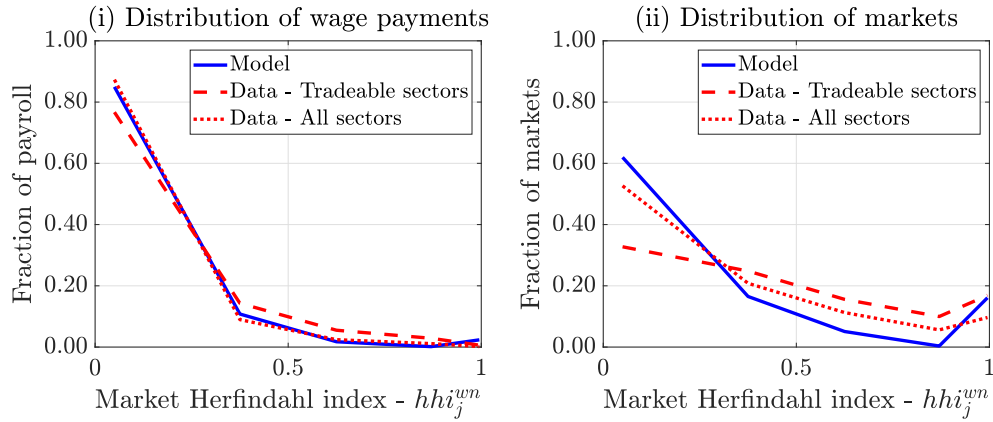 (i) Distribution of wage payments
1.00
0.80
0.60
0.40
0.20
0.00
0
0.5
1
Fraction of payroll
Market Herfindahl index - hhi_j^{wn}
Model
Data - Tradeable sectors
Data - All sectors
(ii) Distribution of markets
1.00
0.80
0.60
0.40
0.20
0.00
0
0.5
1
Fraction of markets
Market Herfindahl index - hhi_j^{wn}
Model
Data - Tradeable sectors
Data - All sectors